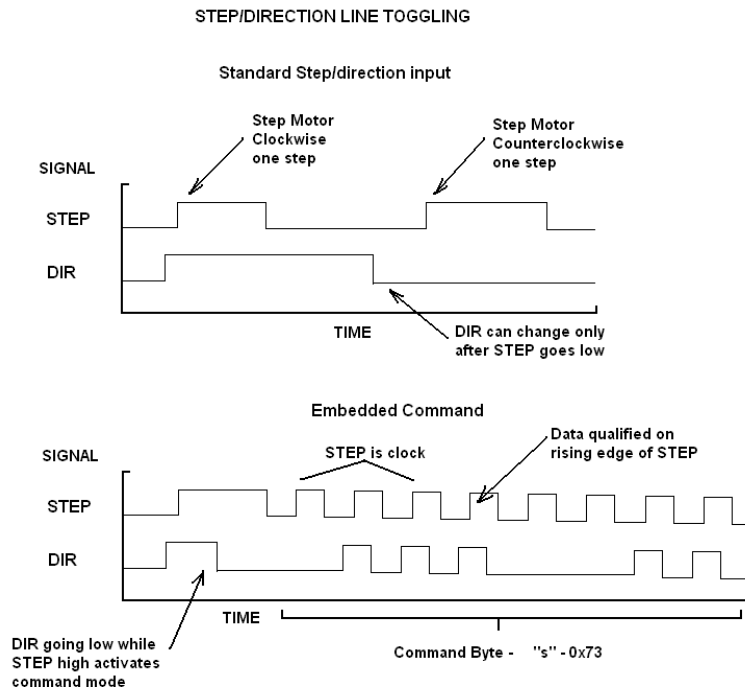 STEP/DIRECTION LINE TOGGLING
Standard Step/direction input
Step Motor
Clockwise
one step
Step Motor
Counterclockwise
one step
SIGNAL
STEP
DIR
TIME
DIR can change only
after STEP goes low
Embedded Command
STEP is clock
Data qualified on
rising edge of STEP
SIGNAL
STEP
DIR
TIME
DIR going low while
STEP high activates
command mode
Command Byte - "s" - 0x73